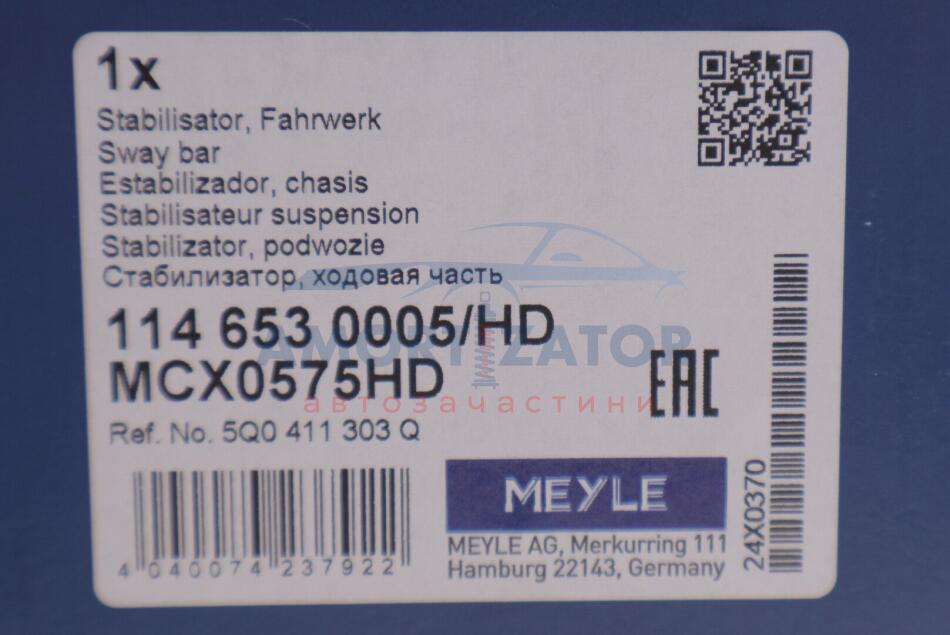 1x
Stabilisator, Fahrwerk
Sway bar
Estabilizador, chasis
Stabilisateur suspension
Stabilizator, podwozie
Стабилизатор, ходовая часть
114 653 0005/HD
AMORTIZATOR
MCX0575HD
автозачастини
EAC
Ref. No. 5Q0 411 303 Q
4 040074 237922
MEYLE
MEYLE AG, Merkurring 111
Hamburg 22143, Germany
24X0370